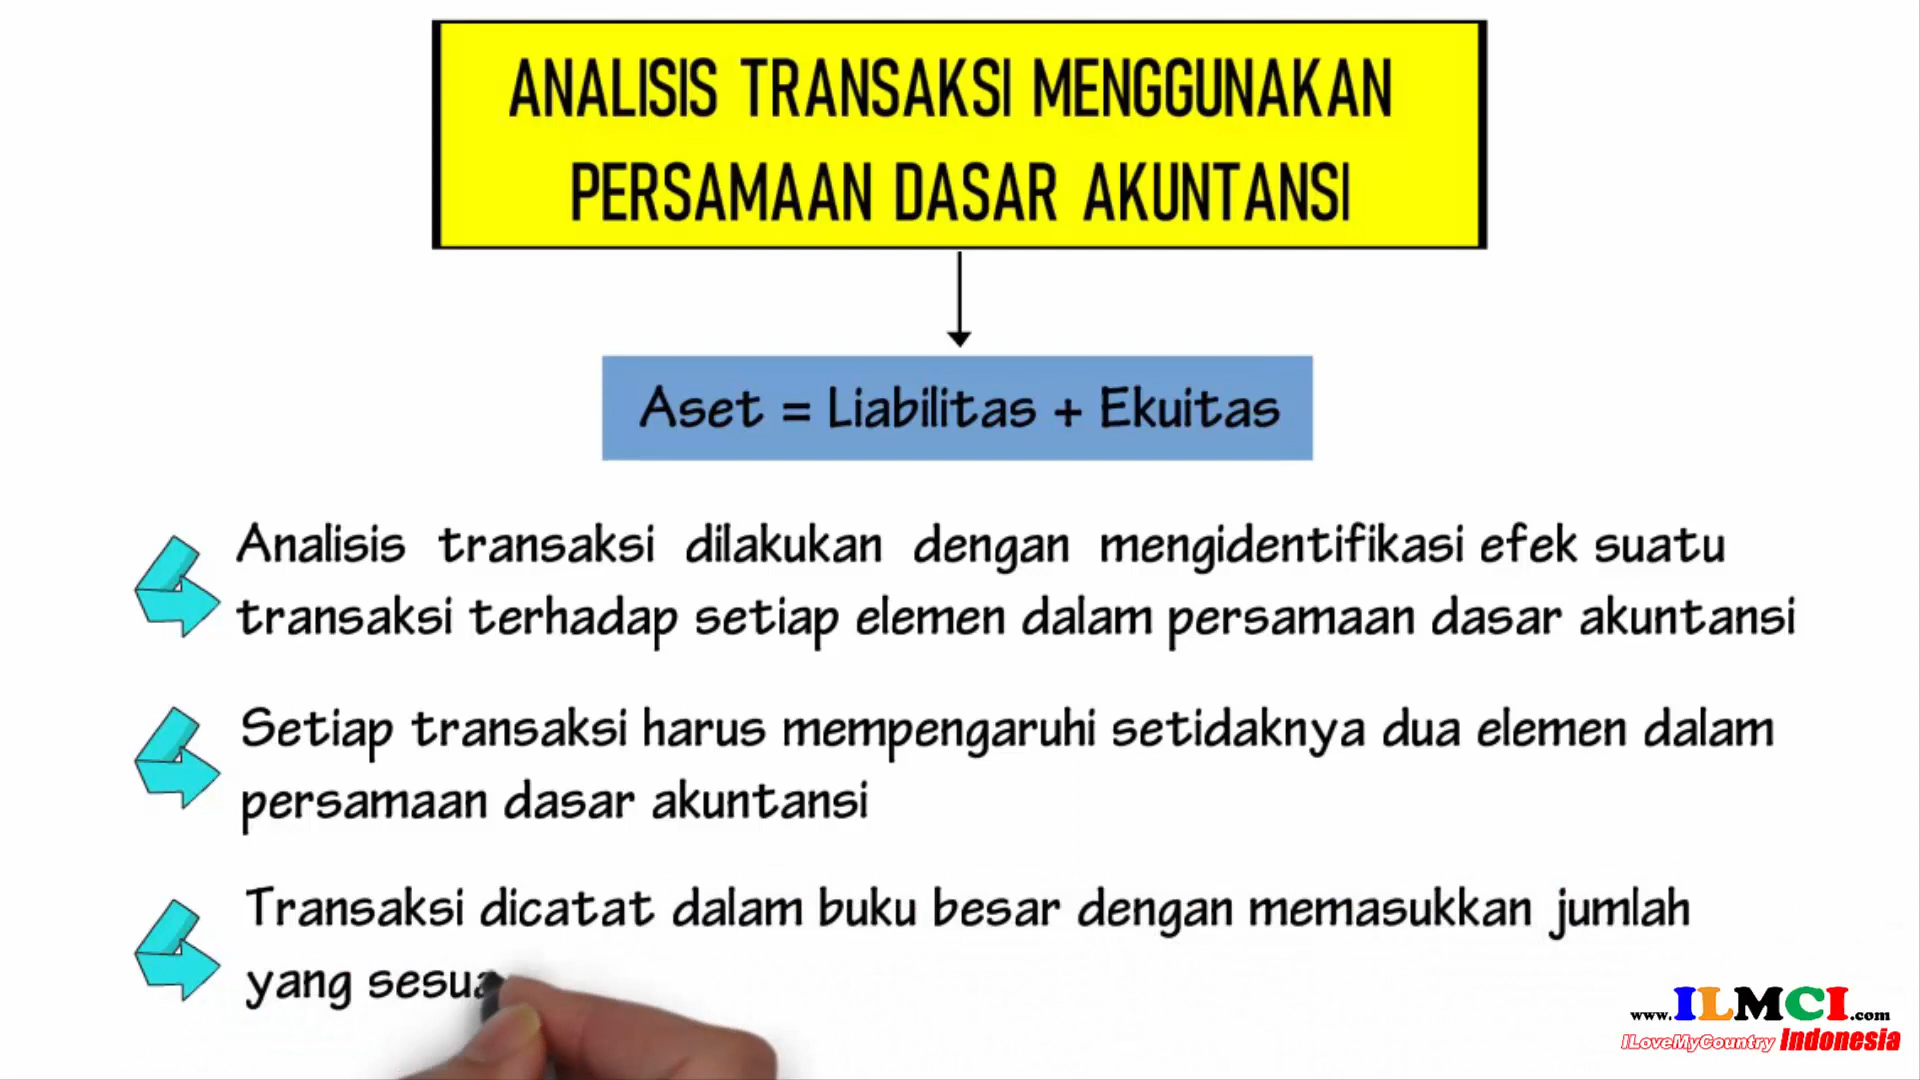 ANALISIS TRANSAKSI MENGGUNAKAN
PERSAMAAN DASAR AKUNTANSI
Aset = Liabilitas + Ekuitas
Analisis transaksi dilakukan dengan mengidentifikasi efek suatu
transaksi terhadap setiap elemen dalam persamaan dasar akuntansi
Setiap transaksi harus mempengaruhi setidaknya dua elemen dalam
persamaan dasar akuntansi
Transaksi dicatat dalam buku besar dengan memasukkan jumlah
yang
www.ILMCI.com
ILoveMyCountry Indonesia